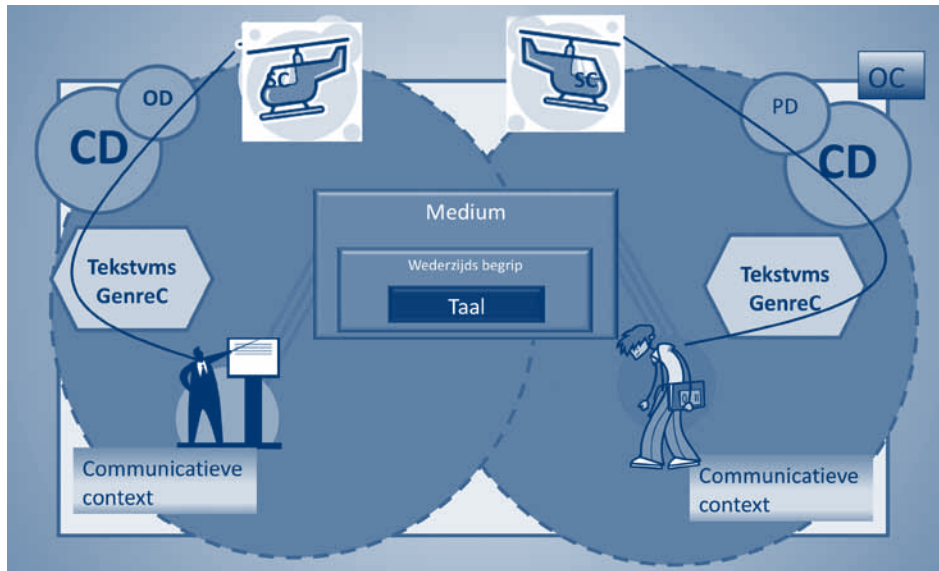 SC
SC
OC
OD
PD
CD
CD
Medium
Wederzijds begrip
Taal
Tekstvms
GenreC
Tekstvms
GenreC
Communicatieve
context
Communicatieve
context